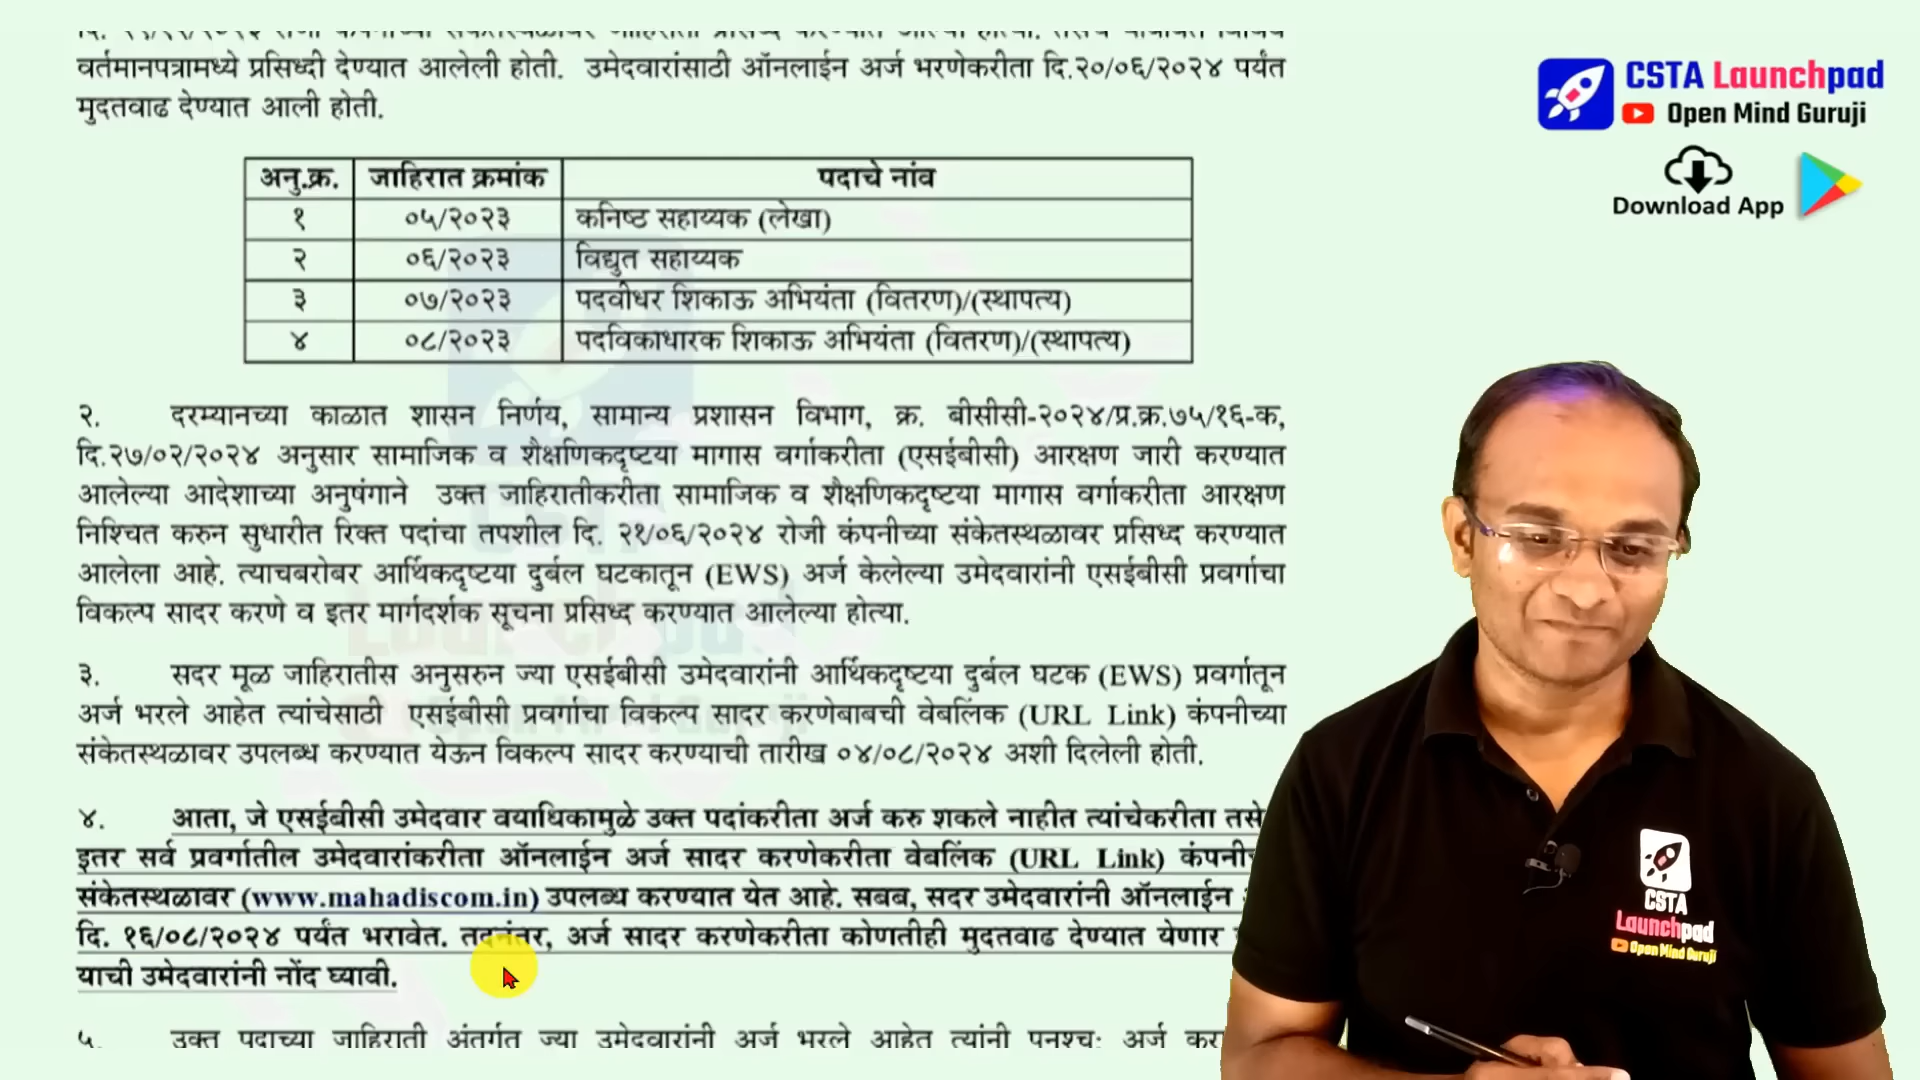 वर्तमानपत्रामध्ये प्रसिध्दी देण्यात आलेली होती. उमेदवारांसाठी ऑनलाईन अर्ज भरणेकरीता दि.२०/०६/२०२४ पर्यंत
मुदतवाढ देण्यात आली होती.
अनु.क्र. जाहिरात क्रमांक पदाचे नांव
१ ०५/२०२३ कनिष्ठ सहाय्यक (लेखा)
२ ०६/२०२३ विद्युत सहाय्यक
३ ०७/२०२३ पदवीधर शिकाऊ अभियंता (वितरण)/(स्थापत्य)
४ ०८/२०२३ पदविकाधारक शिकाऊ अभियंता (वितरण)/(स्थापत्य)
२. दरम्यानच्या काळात शासन निर्णय, सामान्य प्रशासन विभाग, क्र. बीसीसी-२०२४/प्र.क्र.७५/१६-क,
दि.२७/०२/२०२४ अनुसार सामाजिक व शैक्षणिकदृष्टया मागास वर्गाकरीता (एसईबीसी) आरक्षण जारी करण्यात
आलेल्या आदेशाच्या अनुषंगाने उक्त जाहिरातीकरीता सामाजिक व शैक्षणिकदृष्टया मागास वर्गाकरीता आरक्षण
निश्चित करुन सुधारीत रिक्त पदांचा तपशील दि. २१/०६/२०२४ रोजी कंपनीच्या संकेतस्थळावर प्रसिध्द करण्यात
आलेला आहे. त्याचबरोबर आर्थिकदृष्टया दुर्बल घटकातून (EWS) अर्ज केलेल्या उमेदवारांनी एसईबीसी प्रवर्गाचा
विकल्प सादर करणे व इतर मार्गदर्शक सूचना प्रसिध्द करण्यात आलेल्या होत्या.
३. सदर मूळ जाहिरातीस अनुसरुन ज्या एसईबीसी उमेदवारांनी आर्थिकदृष्टया दुर्बल घटक (EWS) प्रवर्गातून
अर्ज भरले आहेत त्यांचेसाठी एसईबीसी प्रवर्गाचा विकल्प सादर करणेबाबची वेबलिंक (URL Link) कंपनीच्या
संकेतस्थळावर उपलब्ध करण्यात येऊन विकल्प सादर करण्याची तारीख ०४/०८/२०२४ अशी दिलेली होती.
४. आता, जे एसईबीसी उमेदवार वयाधिकामुळे उक्त पदांकरीता अर्ज करु शकले नाहीत त्यांचेकरीता तसे
इतर सर्व प्रवर्गातील उमेदवारांकरीता ऑनलाईन अर्ज सादर करणेकरीता वेबलिंक (URL Link)
संकेतस्थळावर (www.mahadiscom.in) उपलब्ध करण्यात येत आहे. सबब, सदर उमेदवारांनी ऑनलाईन
दि. १६/०८/२०२४ पर्यंत भरावेत. तद्नंतर, अर्ज सादर करणेकरीता कोणतीही मुदतवाढ देण्यात येणार
याची उमेदवारांनी नोंद घ्यावी.
५. उक्त पदाच्या जाहिराती अंतर्गत ज्या उमेदवारांनी अर्ज भरले आहेत त्यांनी पुनश्च: अर्ज
CSTA Launchpad
Open Mind Guruji
Download App
CSTA
Launchpad
Open Mind Guruji